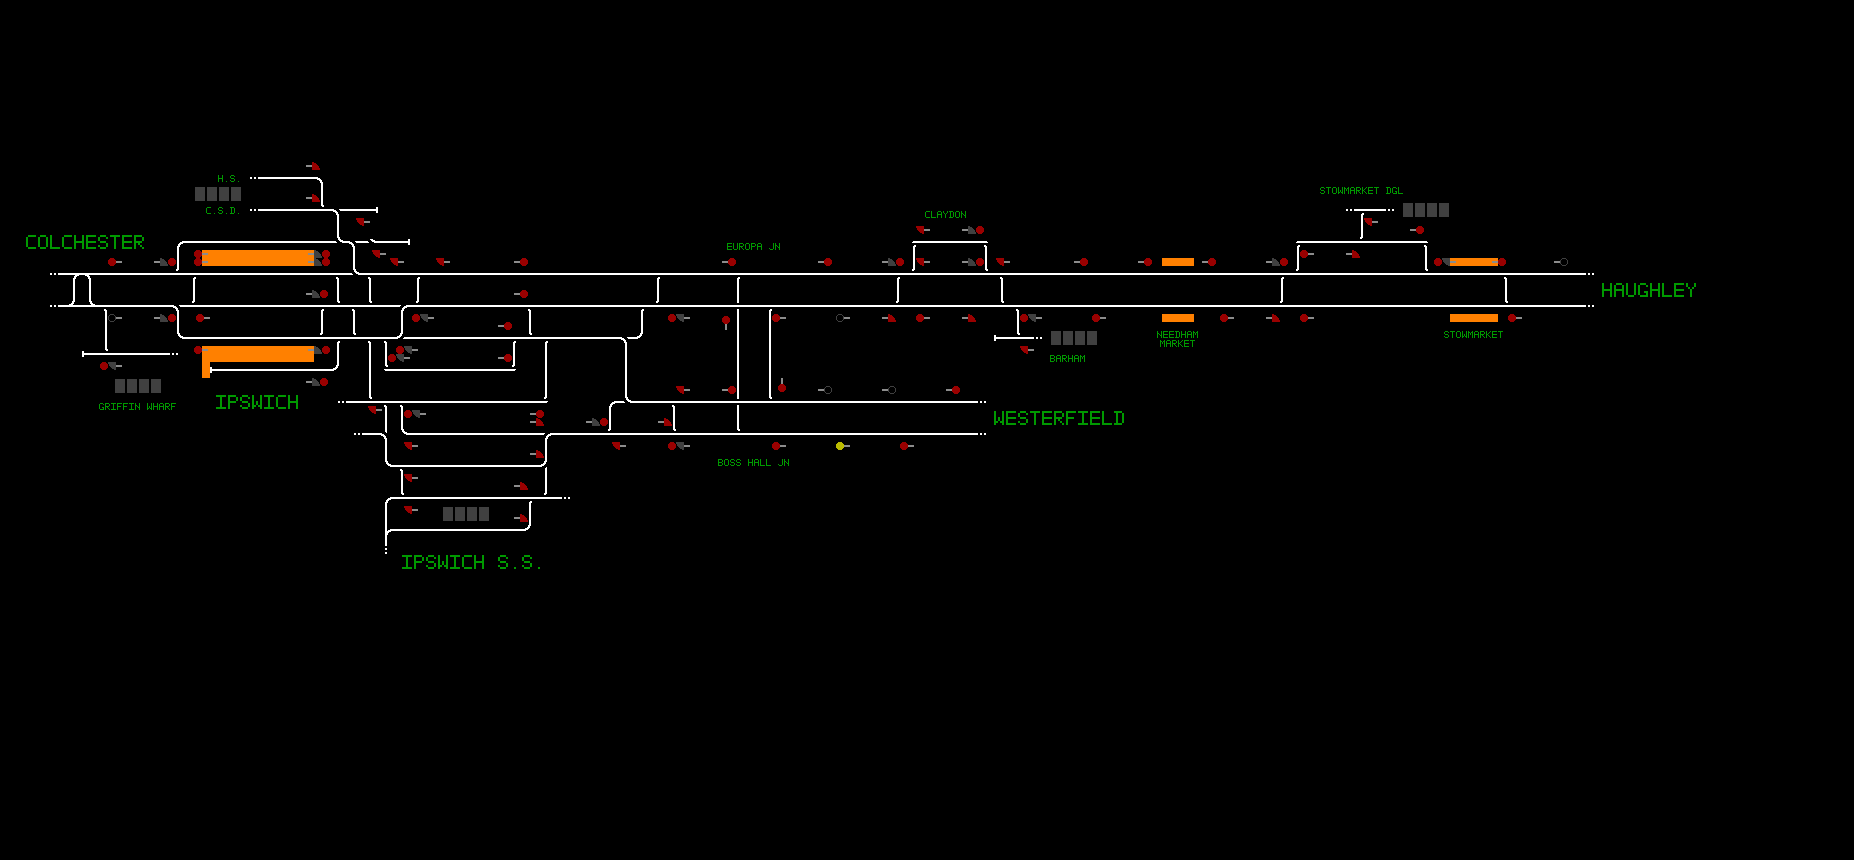 H.S.
C.S.D.
STOWMARKET DGL
CLAYDON
COLCHESTER
EUROPA JN
HAUGHLEY
NEEDHAM
MARKET
STOWMARKET
BARHAM
GRIFFIN WHARF
IPSWICH
WESTERFIELD
BOSS HALL JN
IPSWICH S.S.